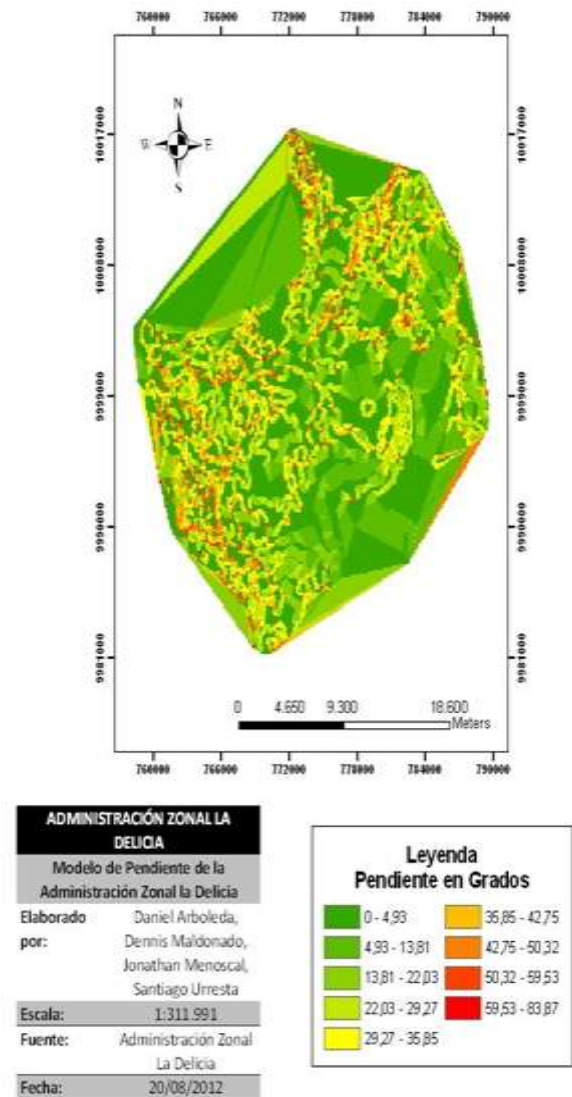 760000 766000 772000 778000 784000 790000
N
W E
S
10017000 10017000
10008000 10008000
9999000 9999000
9990000 9990000
9981000 9981000
0 4.650 9.300 18.600
Meters
760000 766000 772000 778000 784000 790000
ADMINISTRACIÓN ZONAL LA
DELICIA
Modelo de Pendiente de la
Administración Zonal la Delicia
Elaborado Daniel Arboleda,
por: Dennis Maldonado,
Jonathan Menoscal,
Santiago Urresta
Escala: 1:311.991
Fuente: Administración Zonal
La Delicia
Fecha: 20/08/2012
Leyenda
Pendiente en Grados
0 - 4,93 35,85 - 42,75
4,93 - 13,81 42,75 - 50,32
13,81 - 22,03 50,32 - 59,53
22,03 - 29,27 59,53 - 83,87
29,27 - 35,85